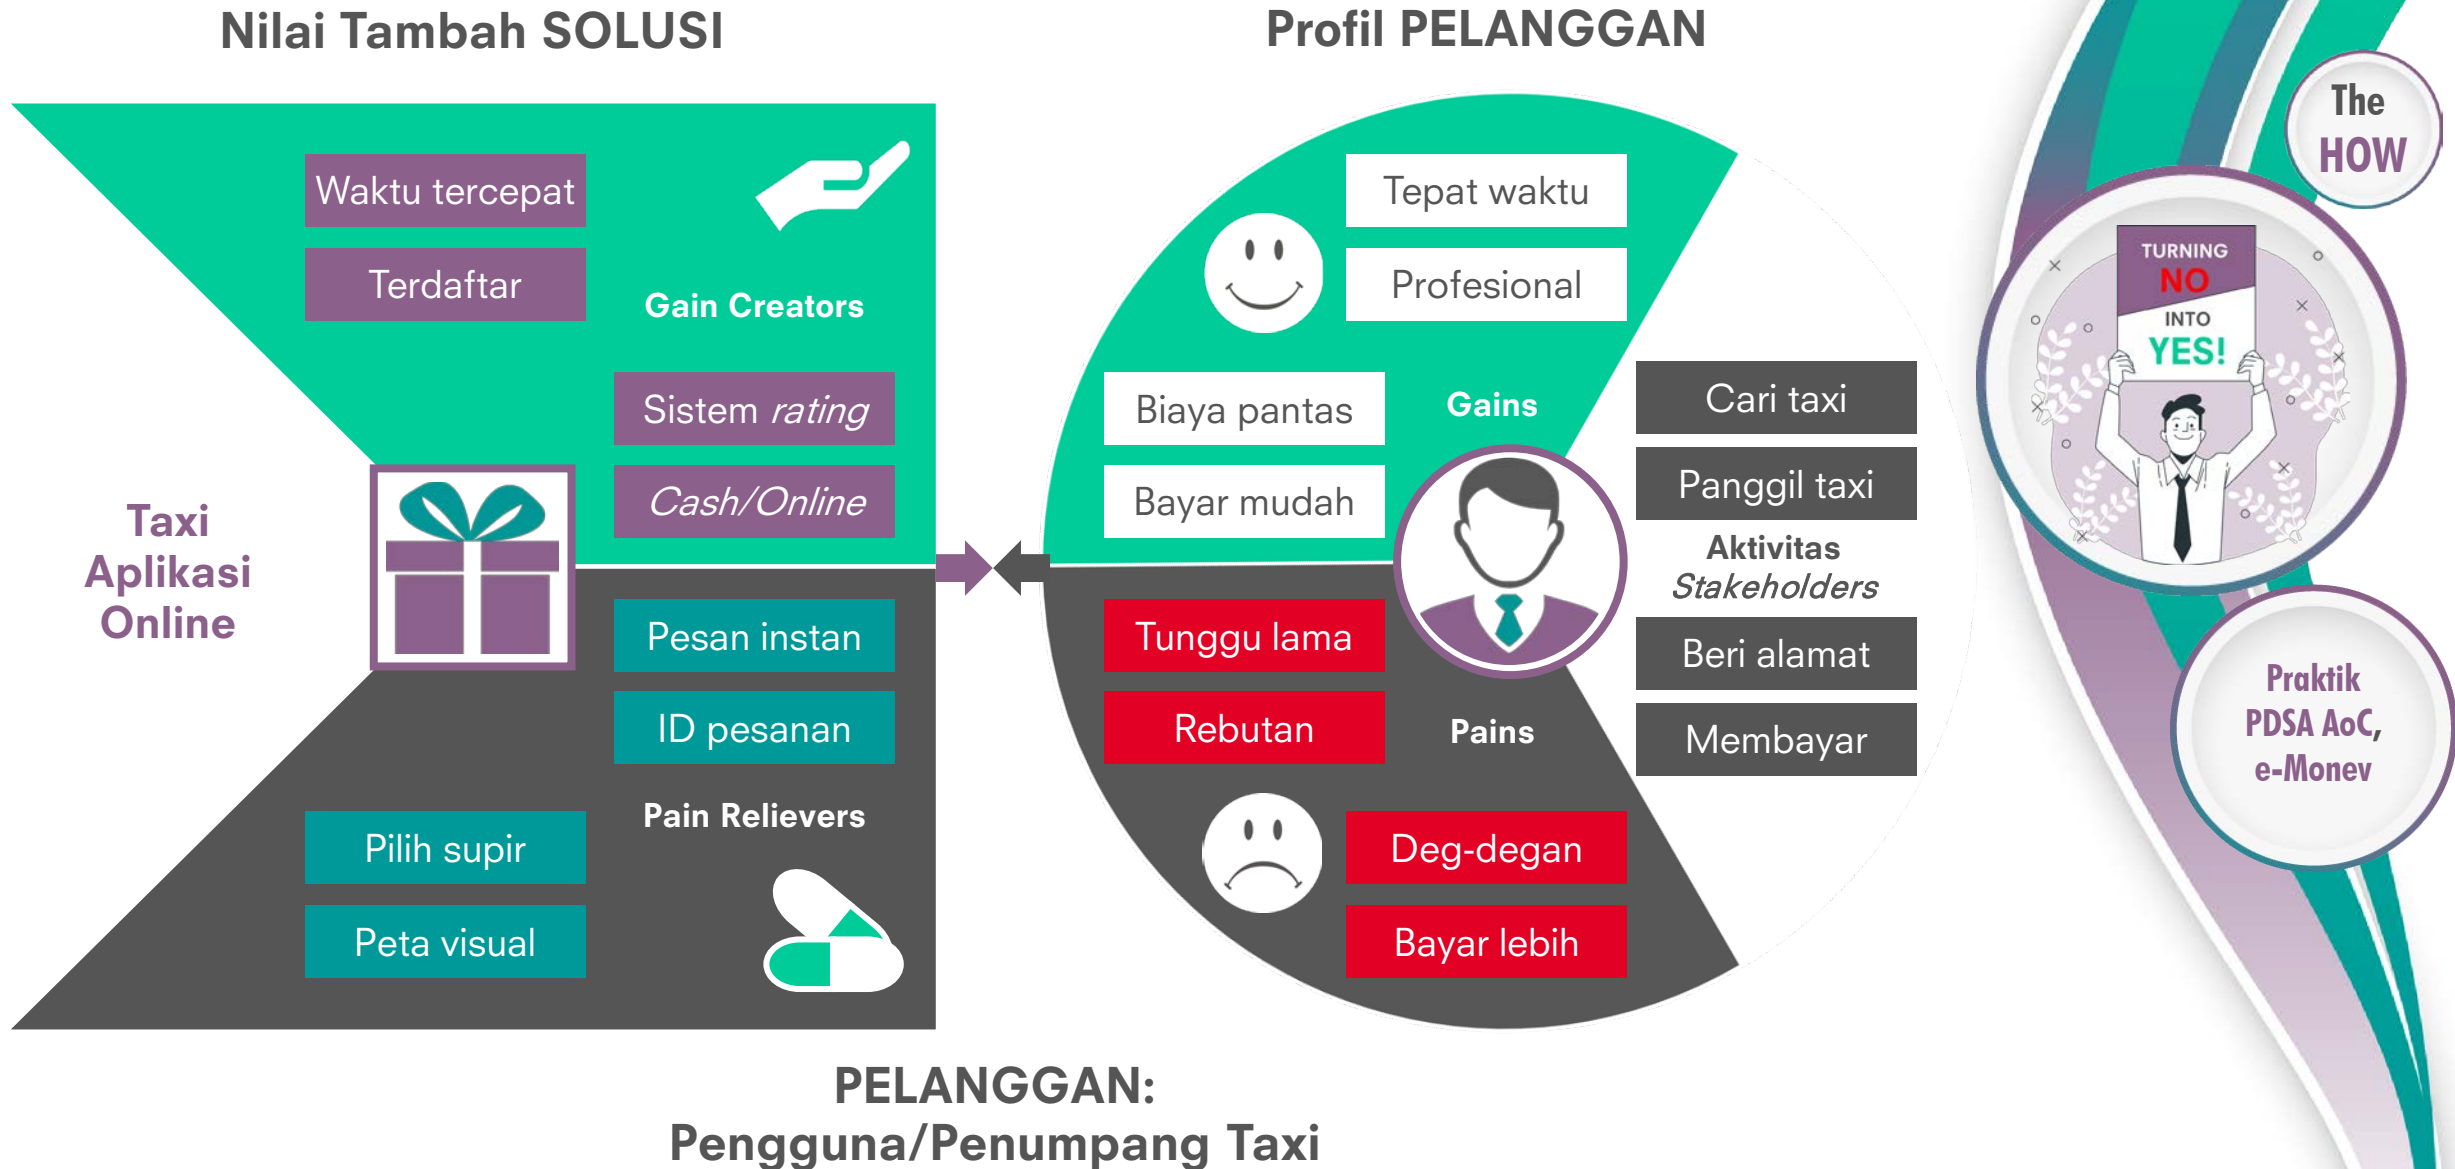 Nilai Tambah SOLUSI
Waktu tercepat
Terdaftar
Gain Creators
Sistem rating
Cash/Online
Taxi
Aplikasi
Online
Pesan instan
ID pesanan
Pain Relievers
Pilih supir
Peta visual
Profil PELANGGAN
Tepat waktu
Profesional
Biaya pantas
Gains
Bayar mudah
Cari taxi
Panggil taxi
Aktivitas
Stakeholders
Beri alamat
Membayar
Tunggu lama
Rebutan
Pains
Deg-degan
Bayar lebih
PELANGGAN:
Pengguna/Penumpang Taxi
The
HOW
TURNING
NO
INTO
YES!
Praktik
PDSA AoC,
e-Monev